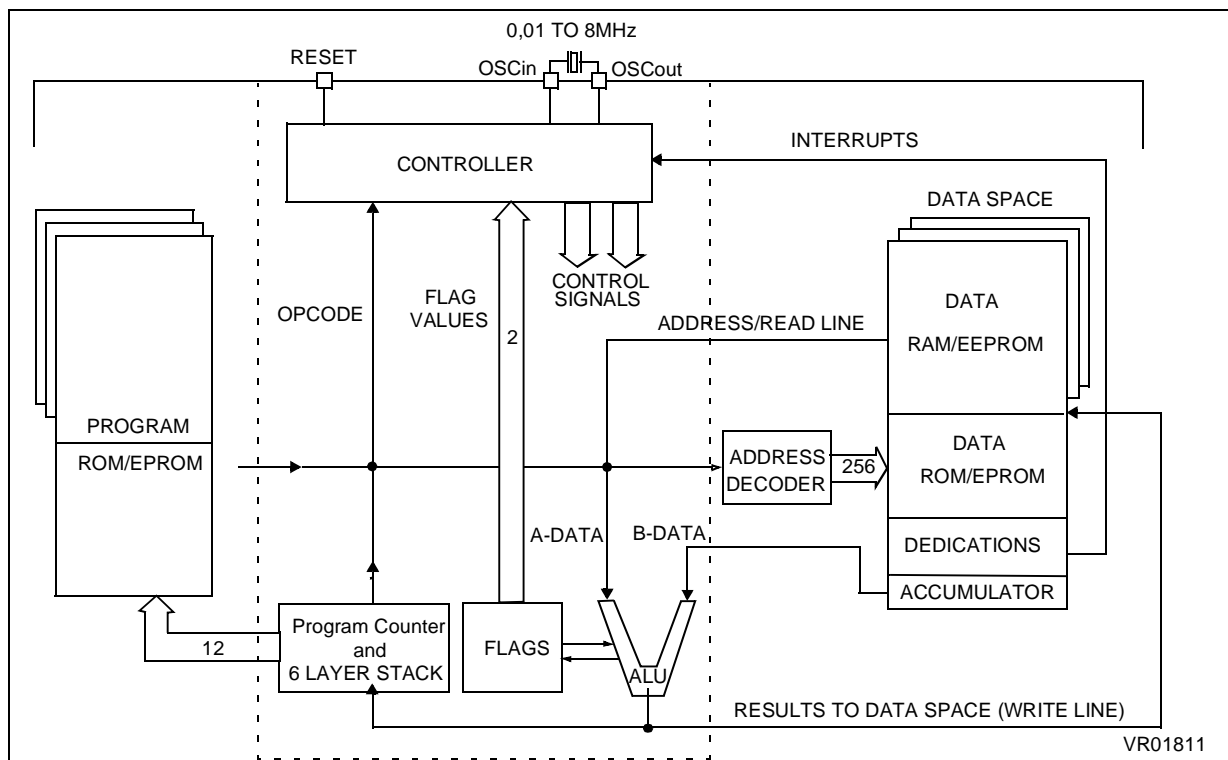 0,01 TO 8MHz
RESET
OSCin
OSCout
INTERRUPTS
CONTROLLER
DATA SPACE
CONTROL
SIGNALS
OPCODE
FLAG
VALUES
2
ADDRESS/READ LINE
DATA
RAM/EEPROM
PROGRAM
ROM/EPROM
ADDRESS
DECODER
256
DATA
ROM/EPROM
A-DATA
B-DATA
DEDICATIONS
ACCUMULATOR
12
Program Counter
and
6 LAYER STACK
FLAGS
ALU
RESULTS TO DATA SPACE (WRITE LINE)
VR01811